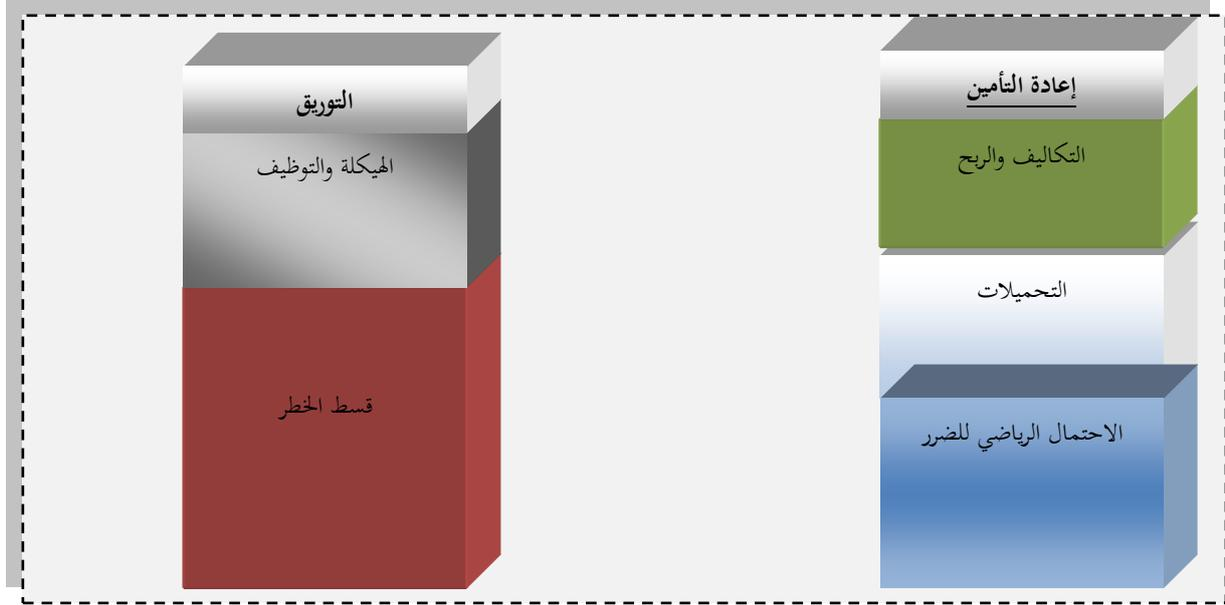 إعادة التأمين
التكاليف والربح
التحميلات
الاحتمال الرياضي للضرر
التوريق
الهيكلة والتوظيف
قسط الخطر